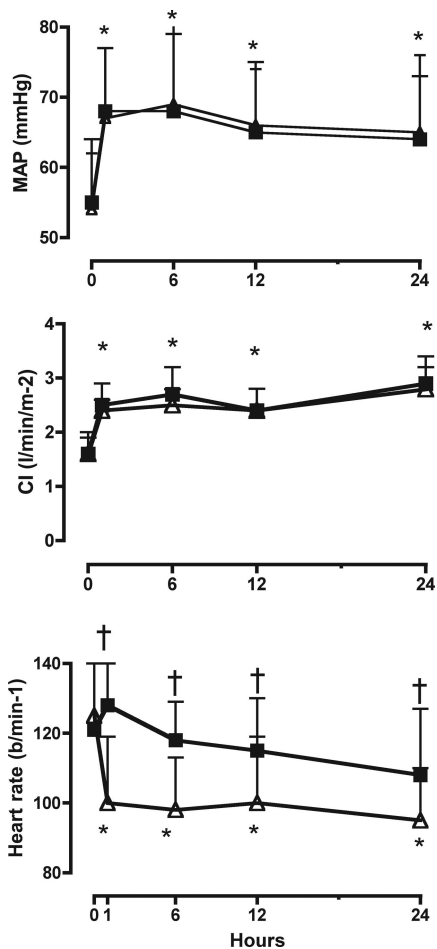 80
70
60
50
MAP (mmHg)
* * * *
0 6 12 24
4
3
2
1
0
CI (l/min/m-2)
* * * *
0 6 12 24
140
120
100
80
Heart rate (b/min-1)
† † † †
* * * *
0 1 6 12 24
Hours